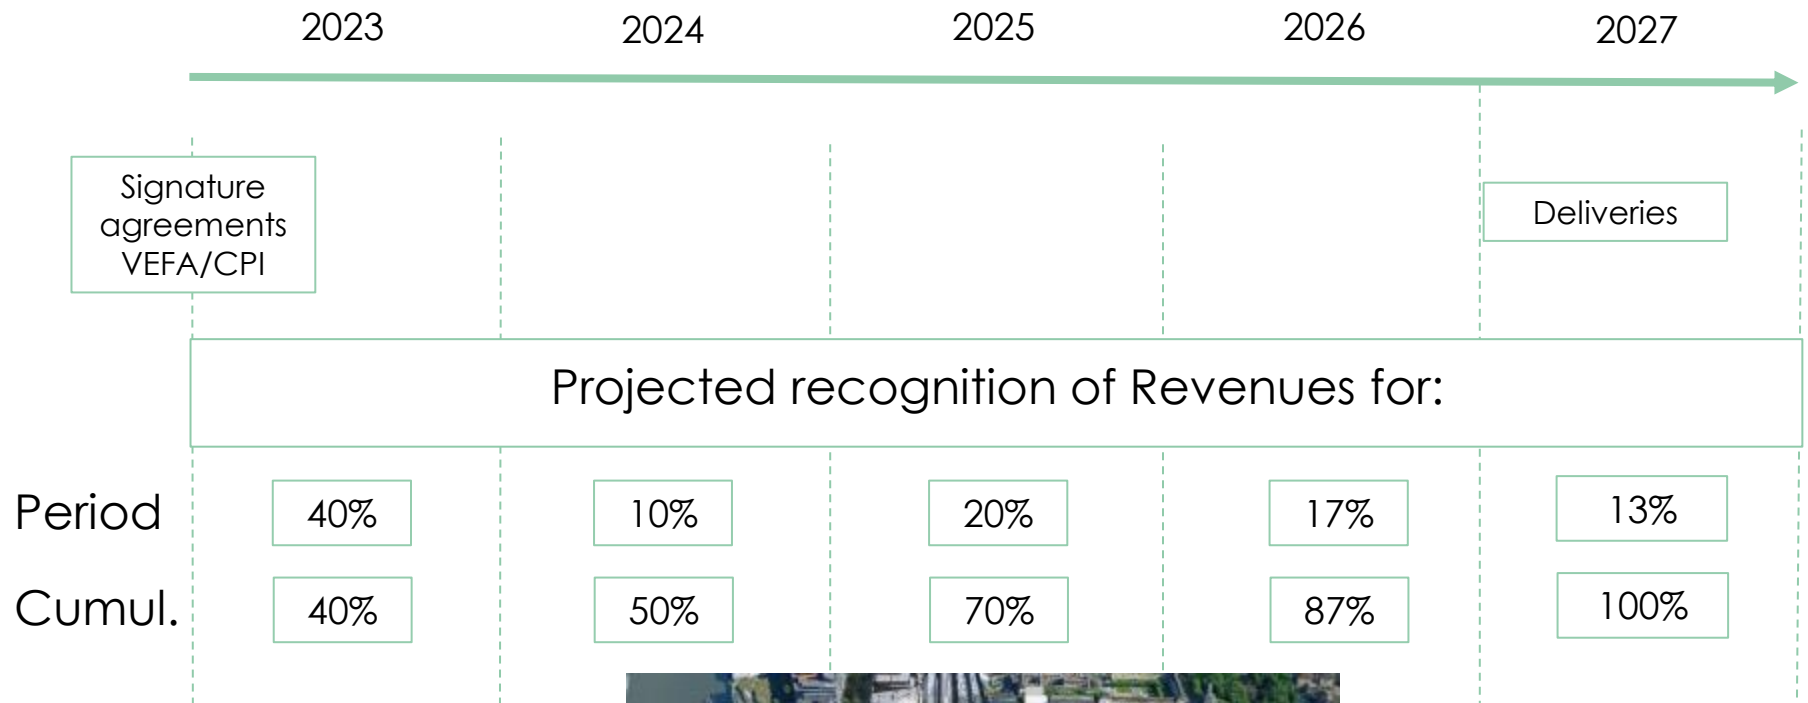 2023 2024 2025 2026 2027
Signature
agreements
VEFA/CPI
Deliveries
Projected recognition of Revenues for:
Period 40% 10% 20% 17% 13%
Cumul. 40% 50% 70% 87% 100%